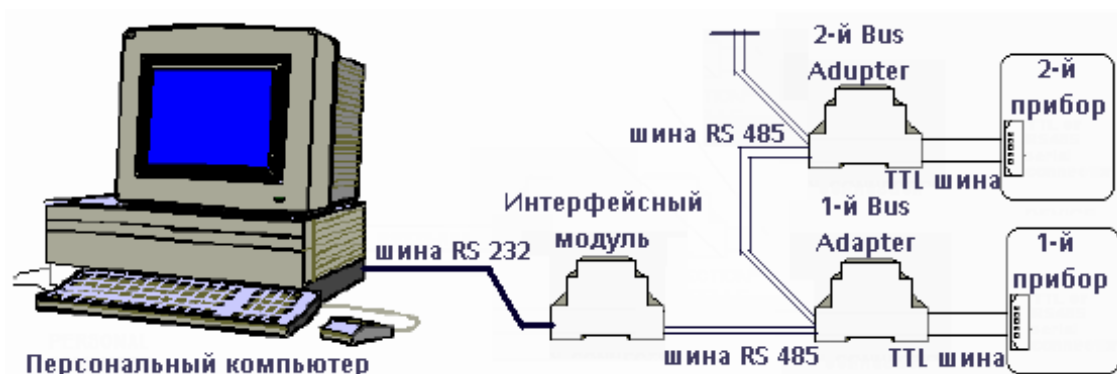 2-й Bus
Adupter
2-й
прибор
шина RS 485
TTL шина
Интерфейсный
модуль
1-й Bus
Adapter
1-й
прибор
шина RS 232
шина RS 485
TTL шина
Персональный компьютер